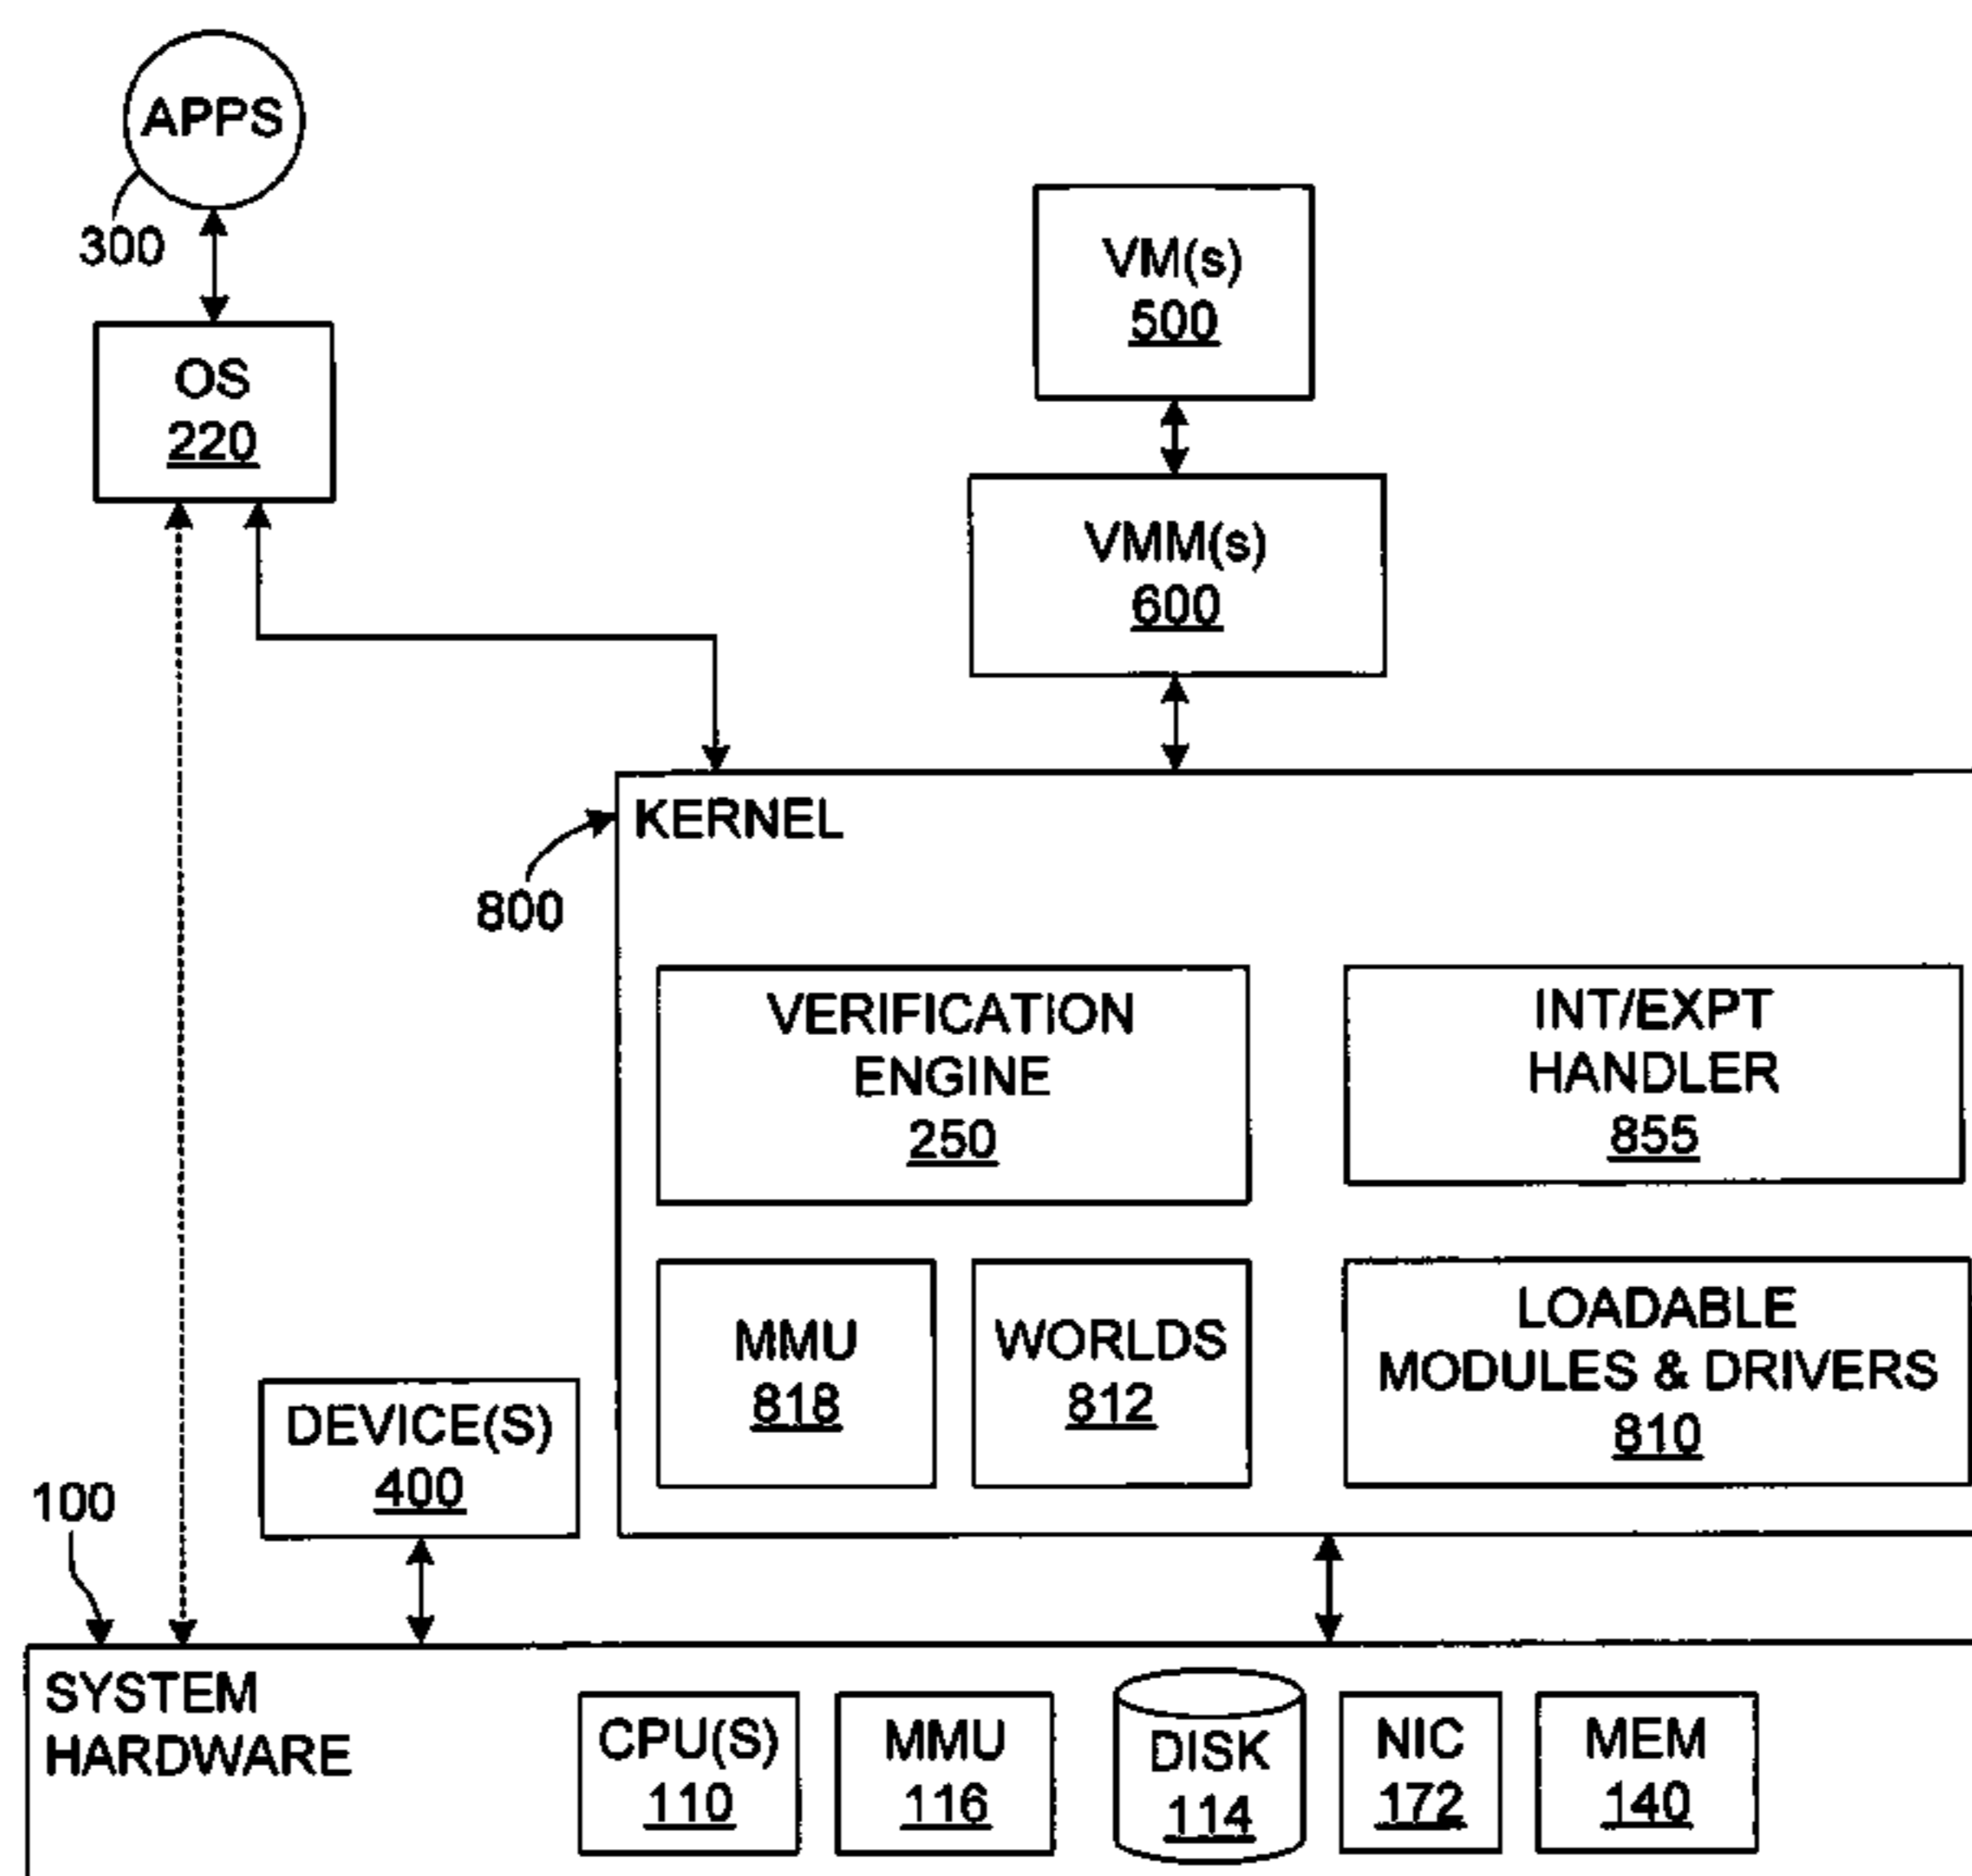 APPS
300
OS
220
VM(s)
500
VMM(s)
600
KERNEL
800
VERIFICATION
ENGINE
250
INT/EXPT
HANDLER
855
MMU
818
WORLDS
812
LOADABLE
MODULES & DRIVERS
810
DEVICE(S)
400
100
SYSTEM
HARDWARE
CPU(S)
110
MMU
116
DISK
114
NIC
172
MEM
140